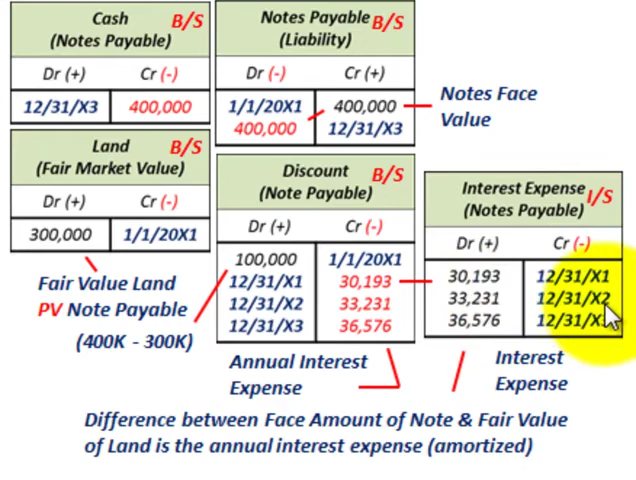 Cash B/S
(Notes Payable)
Dr (+) Cr (-)
12/31/X3 400,000
Notes Payable B/S
(Liability)
Dr (-) Cr (+)
1/1/20X1 400,000
400,000 12/31/X3
Notes Face
Value
Land B/S
(Fair Market Value)
Dr (+) Cr (-)
300,000 1/1/20X1
Discount B/S
(Note Payable)
Dr (+) Cr (-)
100,000 1/1/20X1
12/31/X1 30,193
12/31/X2 33,231
12/31/X3 36,576
Interest Expense I/S
(Notes Payable)
Dr (+) Cr (-)
30,193 12/31/X1
33,231 12/31/X2
36,576
Fair Value Land
PV Note Payable
(400K - 300K)
Annual Interest
Expense
Interest
Expense
Difference between Face Amount of Note & Fair Value
of Land is the annual interest expense (amortized)